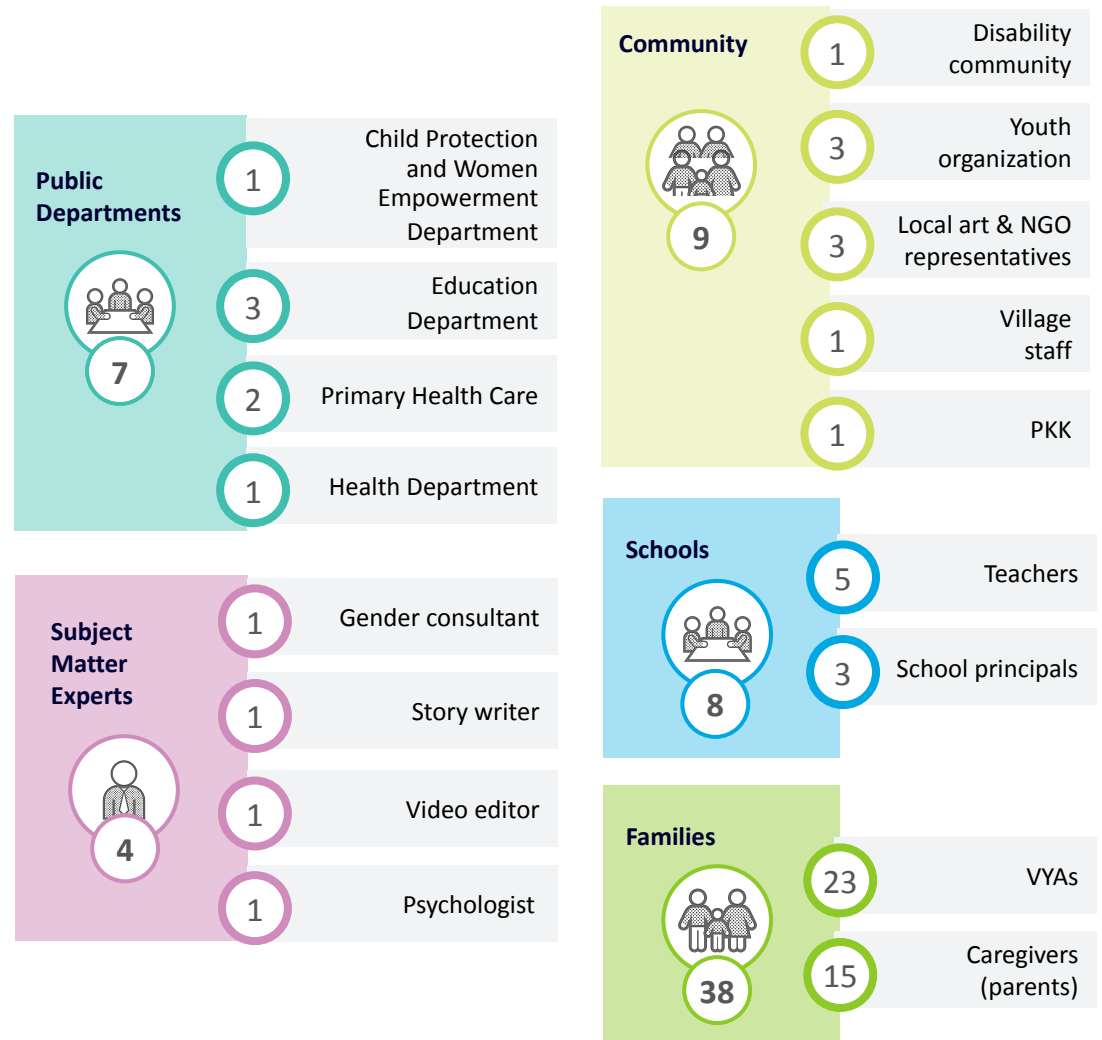 Public
Departments
7
1
Child Protection
and Women
Empowerment
Department
3
Education
Department
2
Primary Health Care
1
Health Department
Subject
Matter
Experts
4
1
Gender consultant
1
Story writer
1
Video editor
1
Psychologist
Community
9
1
Disability
community
3
Youth
organization
3
Local art & NGO
representatives
1
Village
staff
1
PKK
Schools
8
5
Teachers
3
School principals
Families
38
23
VYAs
15
Caregivers
(parents)